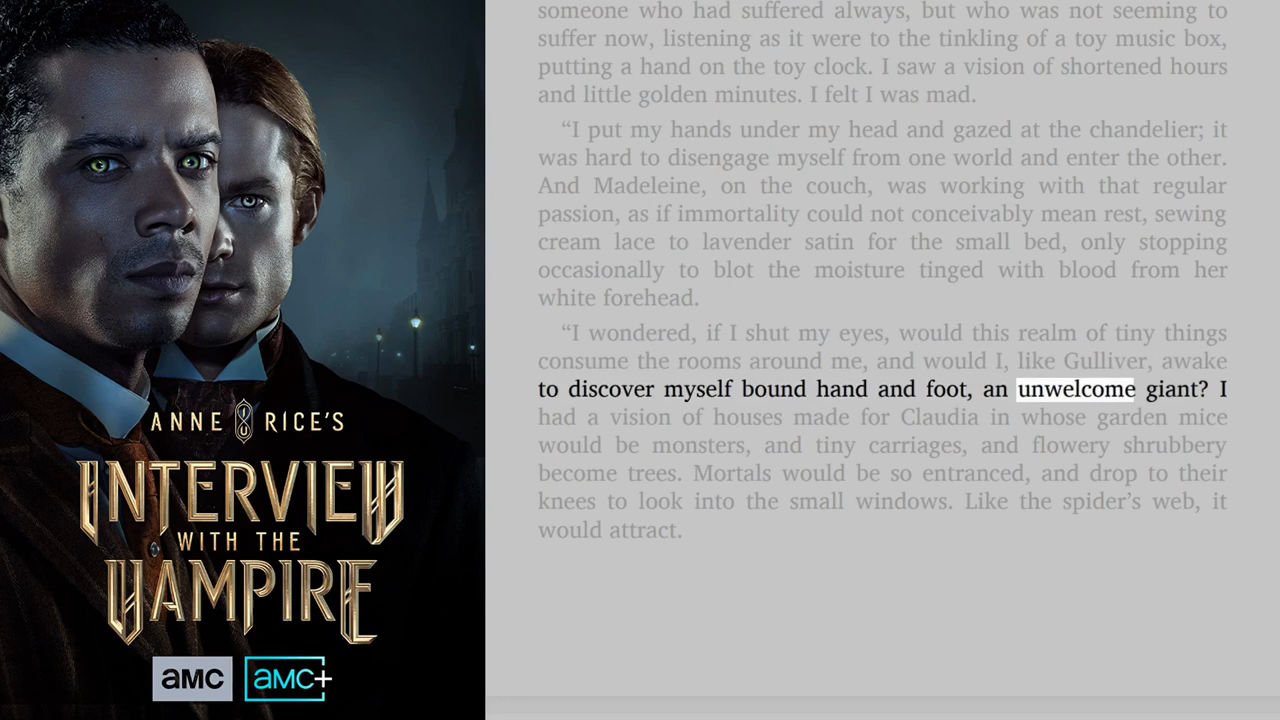 ANNE RICE'S
INTERVIEW
WITH THE
VAMPIRE
amc
amc+
someone who had suffered always, but who was not seeming to
suffer now, listening as it were to the tinkling of a toy music box,
putting a hand on the toy clock. I saw a vision of shortened hours
and little golden minutes. I felt I was mad.
“I put my hands under my head and gazed at the chandelier; it
was hard to disengage myself from one world and enter the other.
And Madeleine, on the couch, was working with that regular
passion, as if immortality could not conceivably mean rest, sewing
cream lace to lavender satin for the small bed, only stopping
occasionally to blot the moisture tinged with blood from her
white forehead.
“I wondered, if I shut my eyes, would this realm of tiny things
consume the rooms around me, and would I, like Gulliver, awake
to discover myself bound hand and foot, an unwelcome giant? I
had a vision of houses made for Claudia in whose garden mice
would be monsters, and tiny carriages, and flowery shrubbery
become trees. Mortals would be so entranced, and drop to their
knees to look into the small windows. Like the spider’s web, it
would attract.